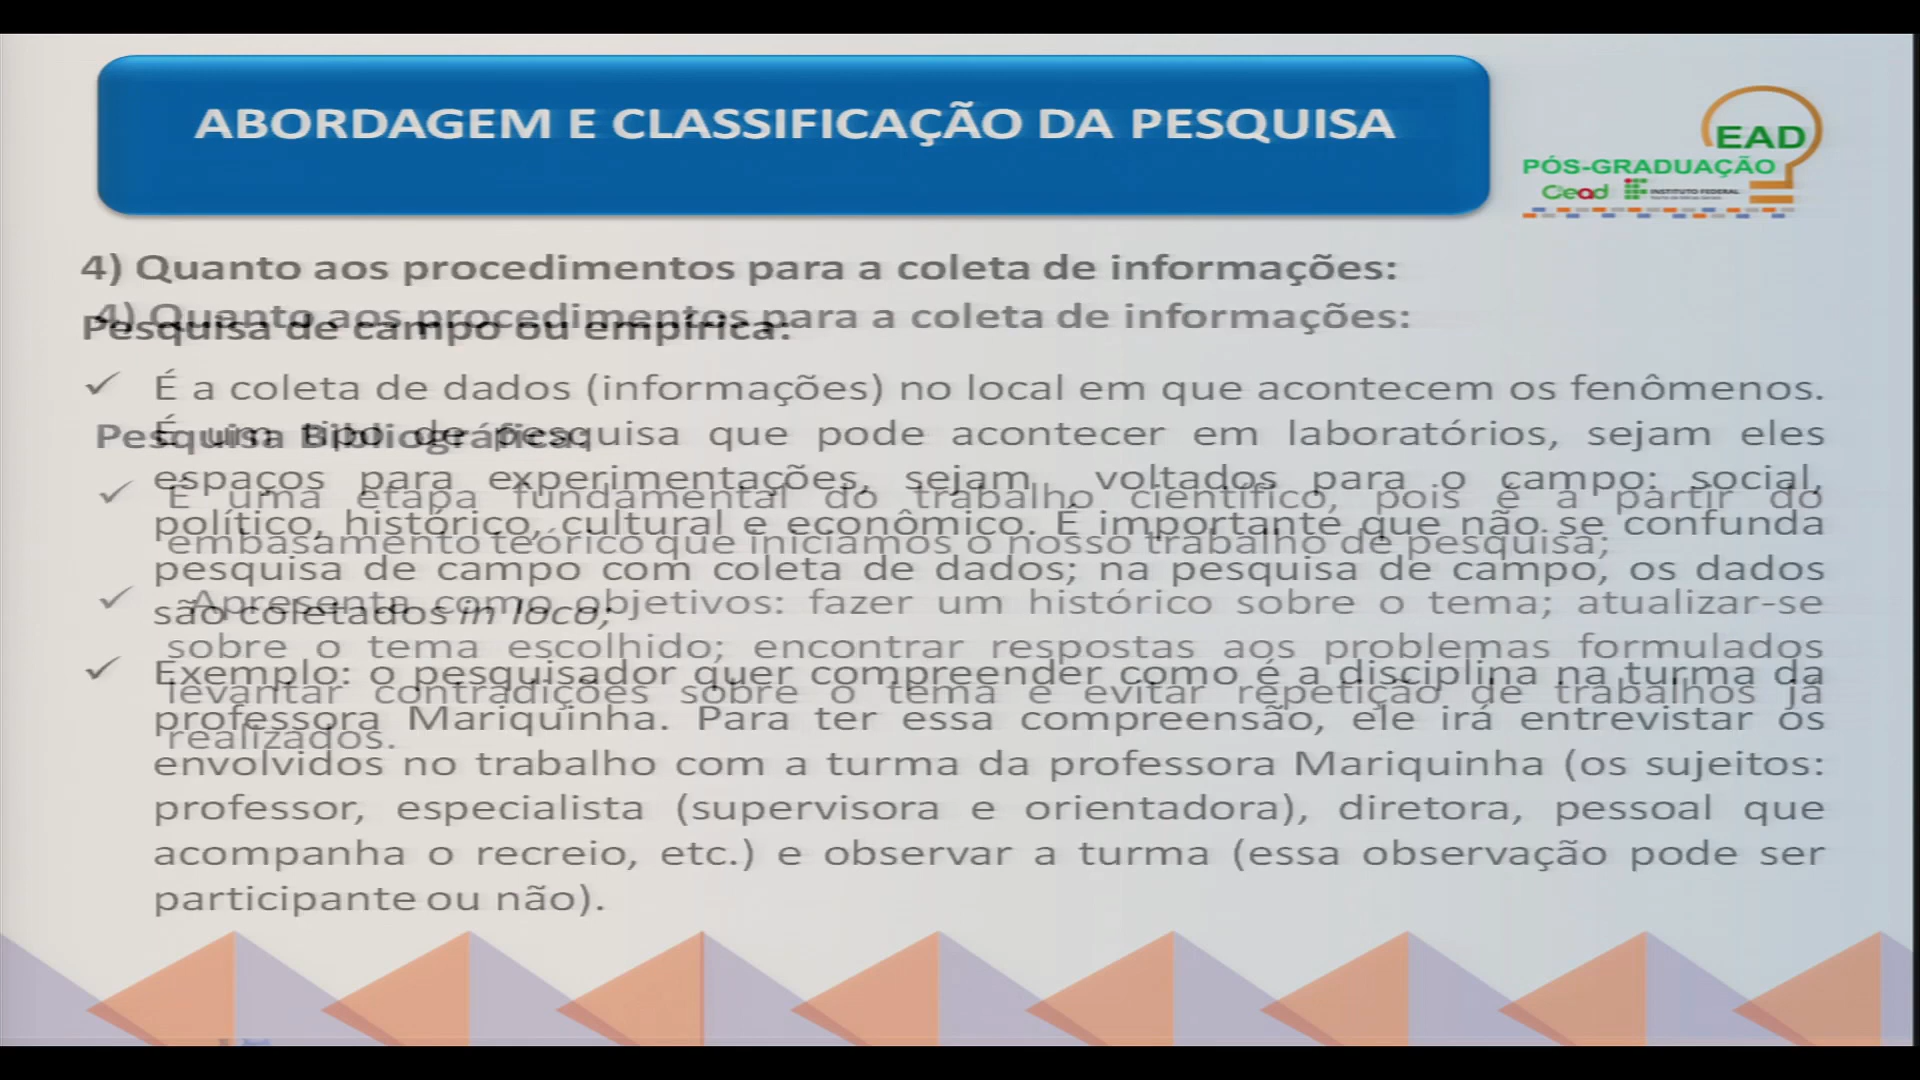 ABORDAGEM E CLASSIFICAÇÃO DA PESQUISA
EAD
PÓS-GRADUAÇÃO
Cead
INSTITUTO FEDERAL
4) Quanto aos procedimentos para a coleta de informações:
Pesquisa de campo ou empírica:
É a coleta de dados (informações) no local em que acontecem os fenômenos.
É um tipo de pesquisa que pode acontecer em laboratórios, sejam eles
espaços para experimentações, sejam voltados para o campo: social,
político, histórico, cultural e econômico. É importante que não se confunda
pesquisa de campo com coleta de dados; na pesquisa de campo, os dados
são coletados in loco;
Exemplo: o pesquisador quer compreender como é a disciplina na turma da
professora Mariquinha. Para ter essa compreensão, ele irá entrevistar os
envolvidos no trabalho com a turma da professora Mariquinha (os sujeitos:
professor, especialista (supervisora e orientadora), diretora, pessoal que
acompanha o recreio, etc.) e observar a turma (essa observação pode ser
participante ou não).
4) Quanto aos procedimentos para a coleta de informações:
Pesquisa Bibliográfica:
É uma etapa fundamental do trabalho científico, pois é a partir do
embasamento teórico que iniciamos o nosso trabalho de pesquisa;
Apresenta como objetivos: fazer um histórico sobre o tema; atualizar-se
sobre o tema escolhido; encontrar respostas aos problemas formulados
levantar contradições sobre o tema e evitar repetição de trabalhos já
realizados.